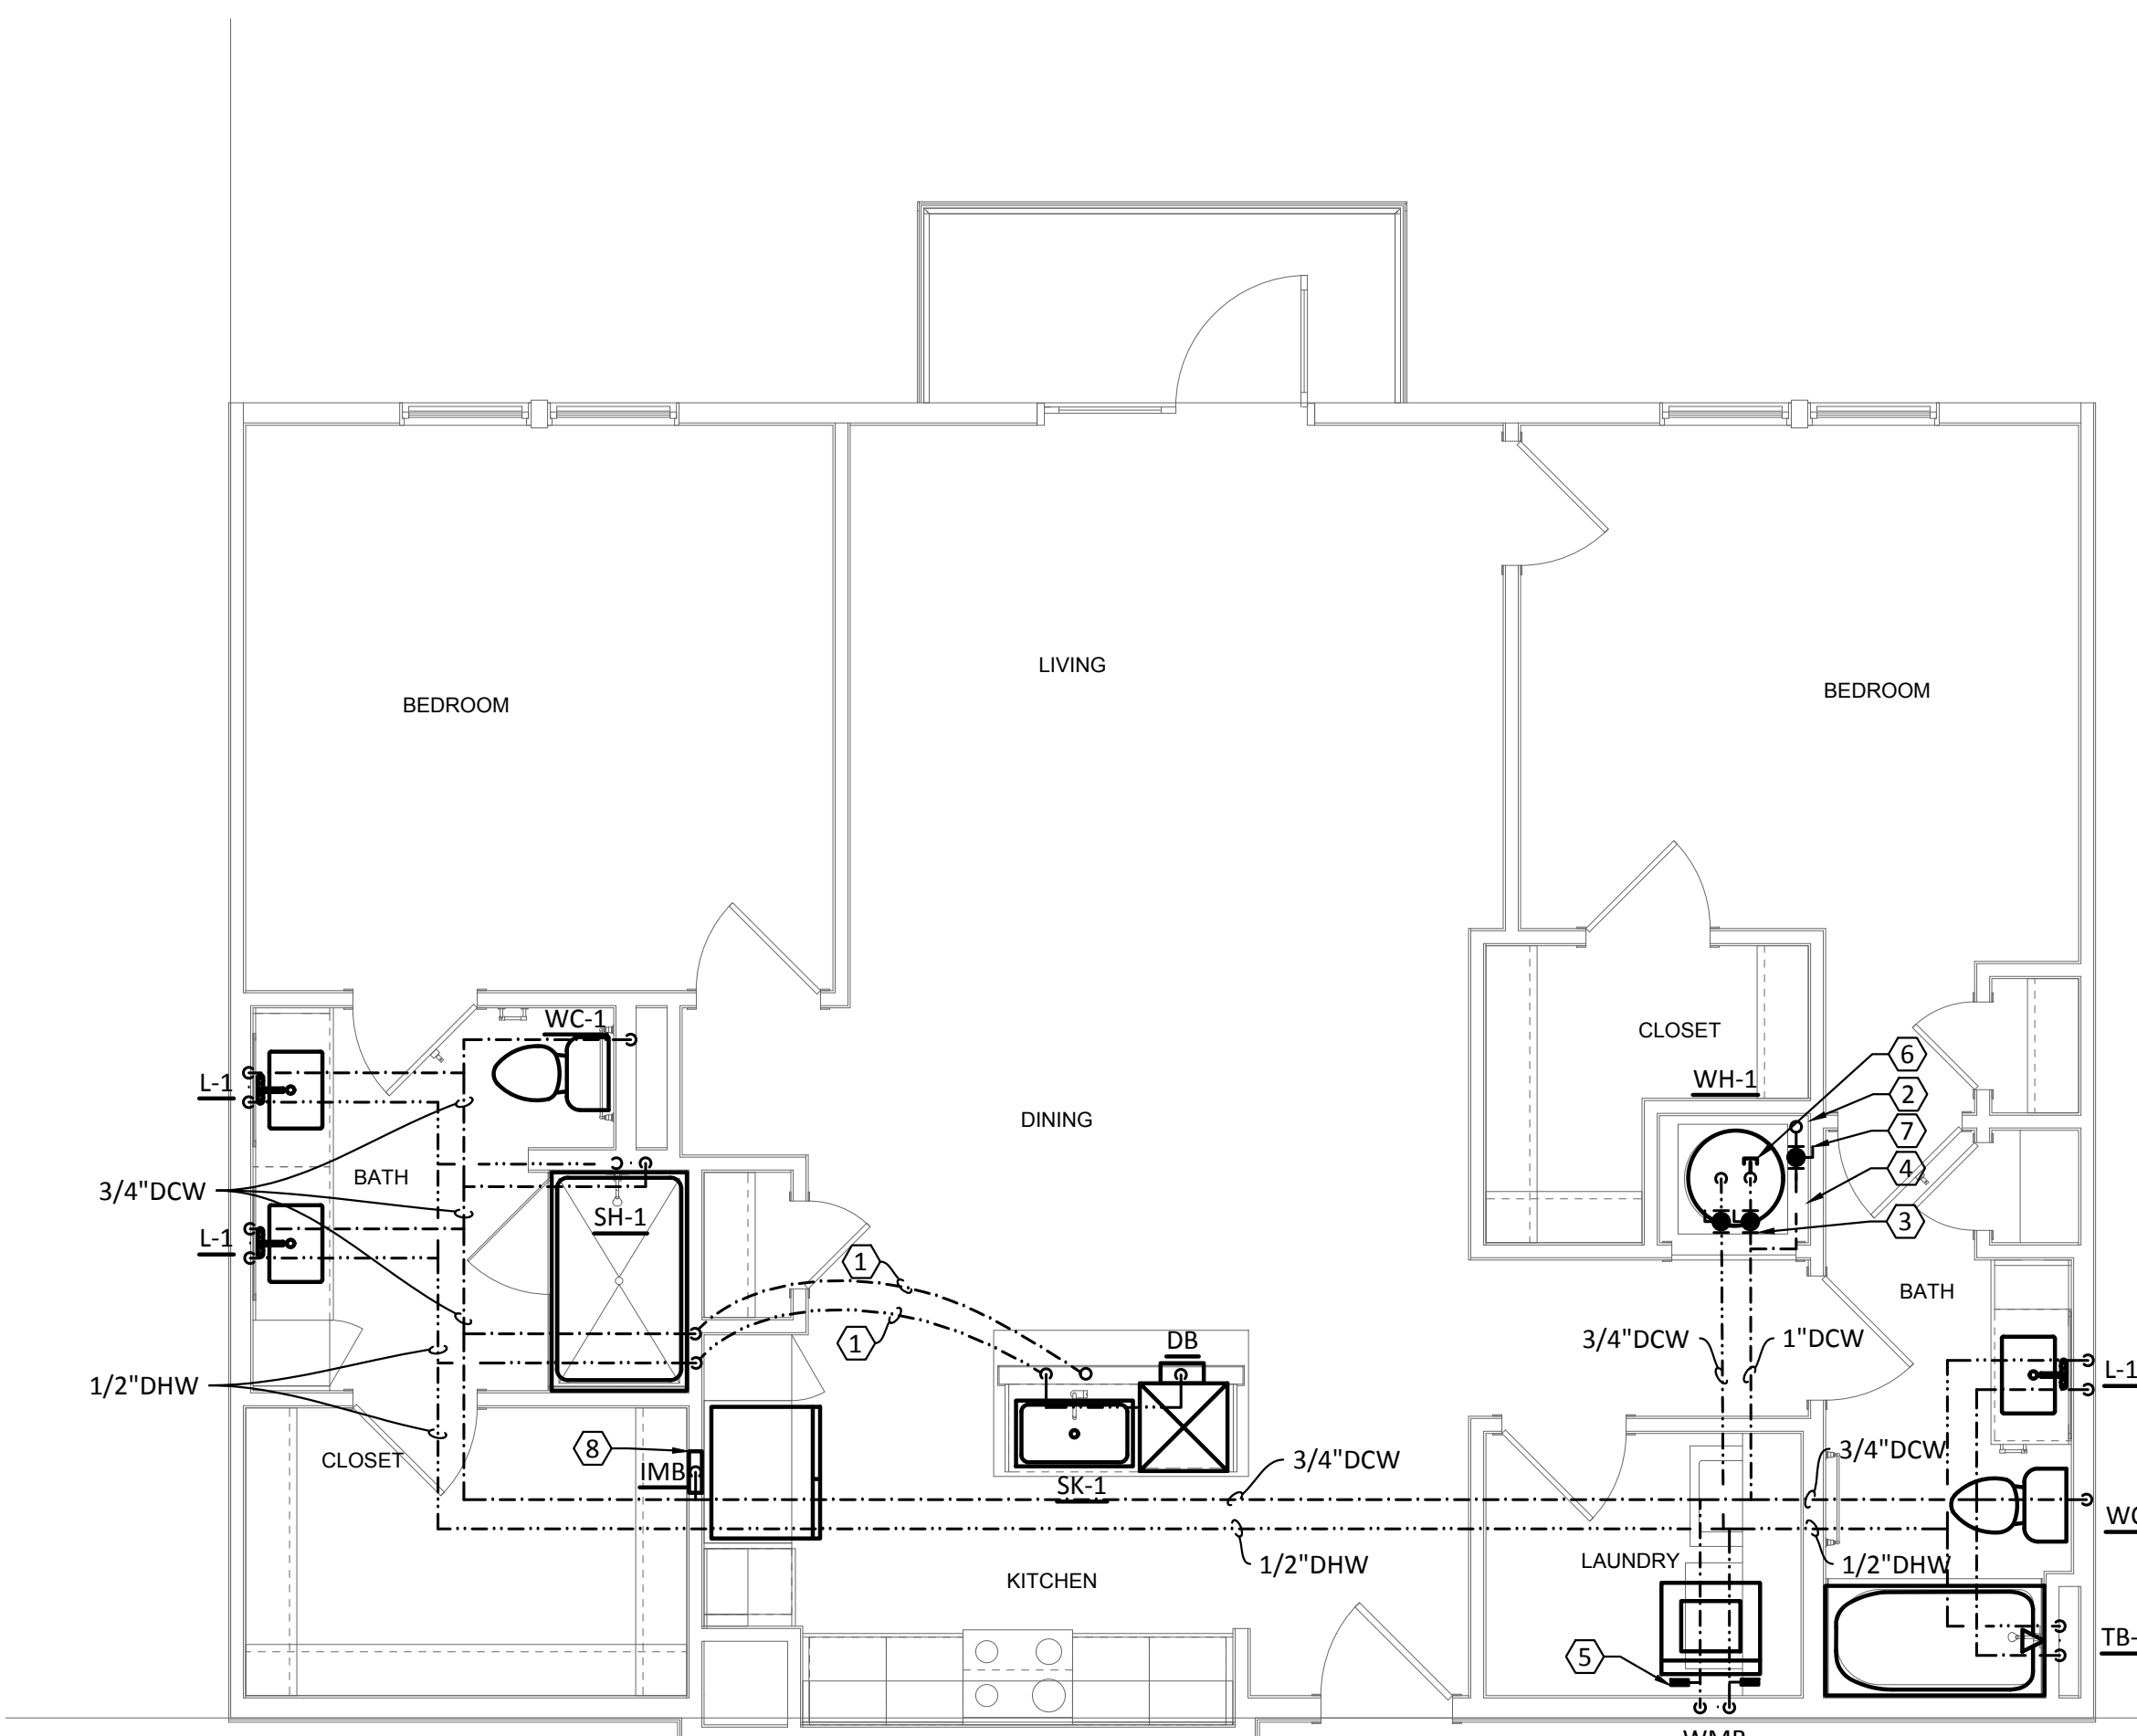 LIVING
BEDROOM
BEDROOM
WC-1
CLOSET
6
WH-1
2
L-1
DINING
7
BATH
4
3/4"DCW
SH-1
3
L-1
1
BATH
1
DB
3/4"DCW
1"DCW
L-1
1/2"DHW
8
CLOSET
IMB
SK-1
3/4"DCW
3/4"DCW
1/2"DHW
KITCHEN
LAUNDRY
1/2"DHW
5
TB-